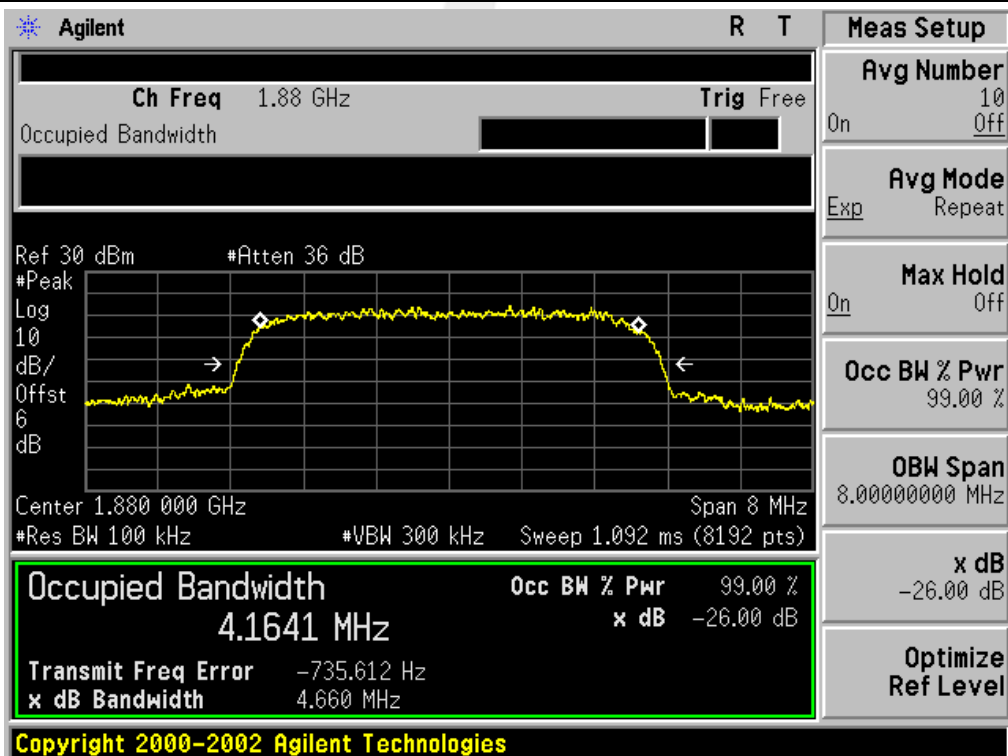 Agilent R T Meas Setup
Avg Number
10
On Off
Ch Freq 1.88 GHz Trig Free
Occupied Bandwidth
Avg Mode
Exp Repeat
Ref 30 dBm #Atten 36 dB
#Peak
Log
10
dB/
Offst
6
dB
Max Hold
On Off
Occ BW % Pwr
99.00 %
OBW Span
8.00000000 MHz
Center 1.880 000 GHz Span 8 MHz
#Res BW 100 kHz #VBW 300 kHz Sweep 1.092 ms (8192 pts)
x dB
-26.00 dB
Occupied Bandwidth Occ BW % Pwr 99.00 %
4.1641 MHz x dB -26.00 dB
Transmit Freq Error -735.612 Hz
x dB Bandwidth 4.660 MHz
Optimize
Ref Level
Copyright 2000-2002 Agilent Technologies